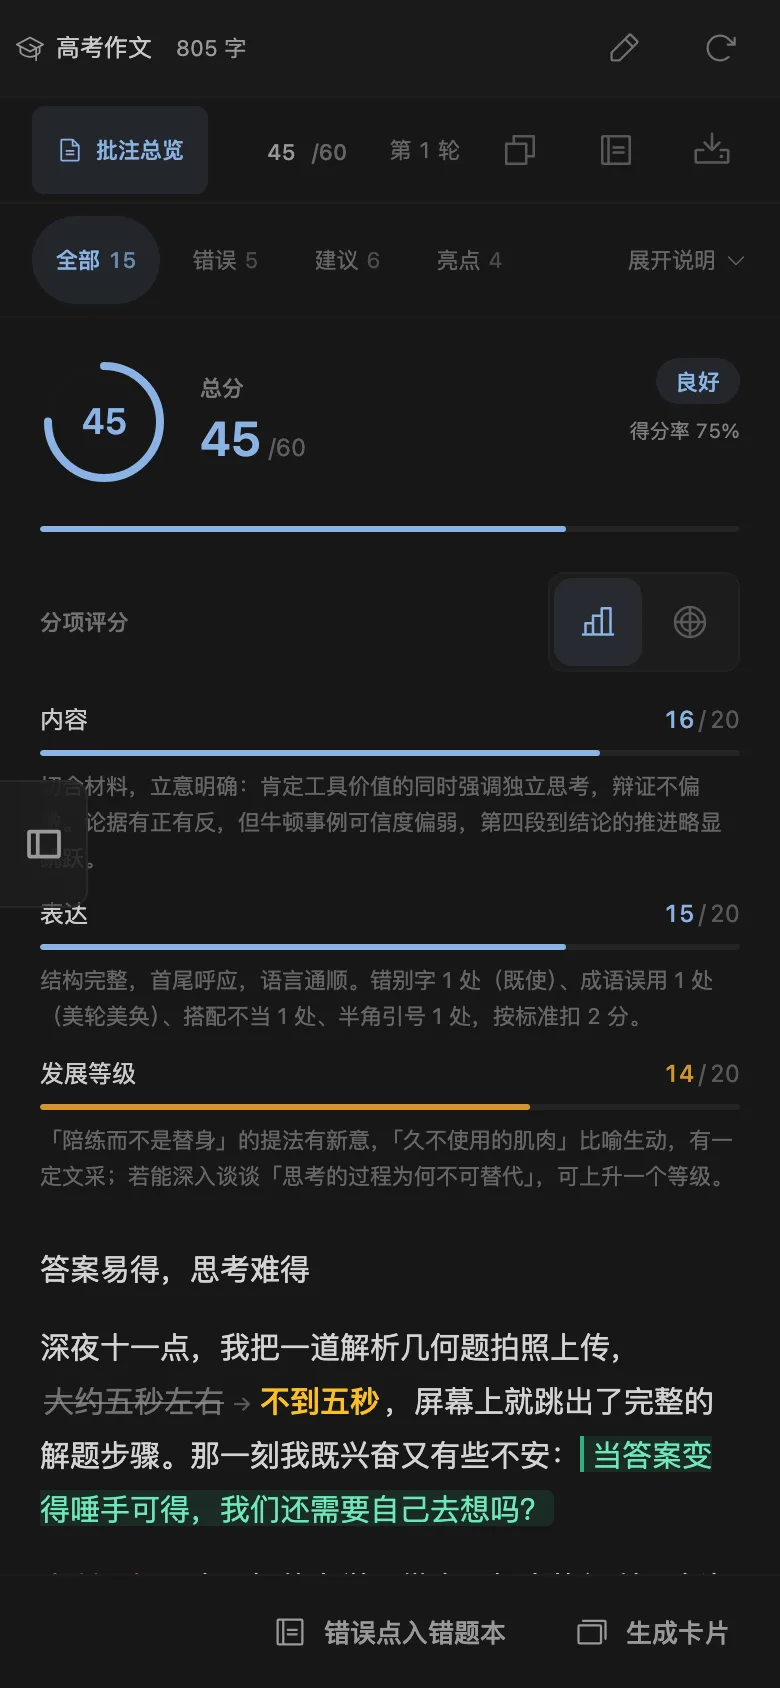 高考作文 805 字
批注总览 45 /60 第 1 轮
全部 15 错误 5 建议 6 亮点 4 展开说明
45
总分
45 /60
良好
得分率 75%
分项评分
内容 16 / 20
切合材料，立意明确：肯定工具价值的同时强调独立思考，辩证不偏
。论据有正有反，但牛顿事例可信度偏弱，第四段到结论的推进略显
跳跃。
表达 15 / 20
结构完整，首尾呼应，语言通顺。错别字 1 处（既使）、成语误用 1 处
（美轮美奂）、搭配不当 1 处、半角引号 1 处，按标准扣 2 分。
发展等级 14 / 20
「陪练而不是替身」的提法有新意，「久不使用的肌肉」比喻生动，有一
定文采；若能深入谈谈「思考的过程为何不可替代」，可上升一个等级。
答案易得，思考难得
深夜十一点，我把一道解析几何题拍照上传，
大约五秒左右 → 不到五秒，屏幕上就跳出了完整的
解题步骤。那一刻我既兴奋又有些不安：当答案变
得唾手可得，我们还需要自己去想吗？
错误点入错题本 生成卡片